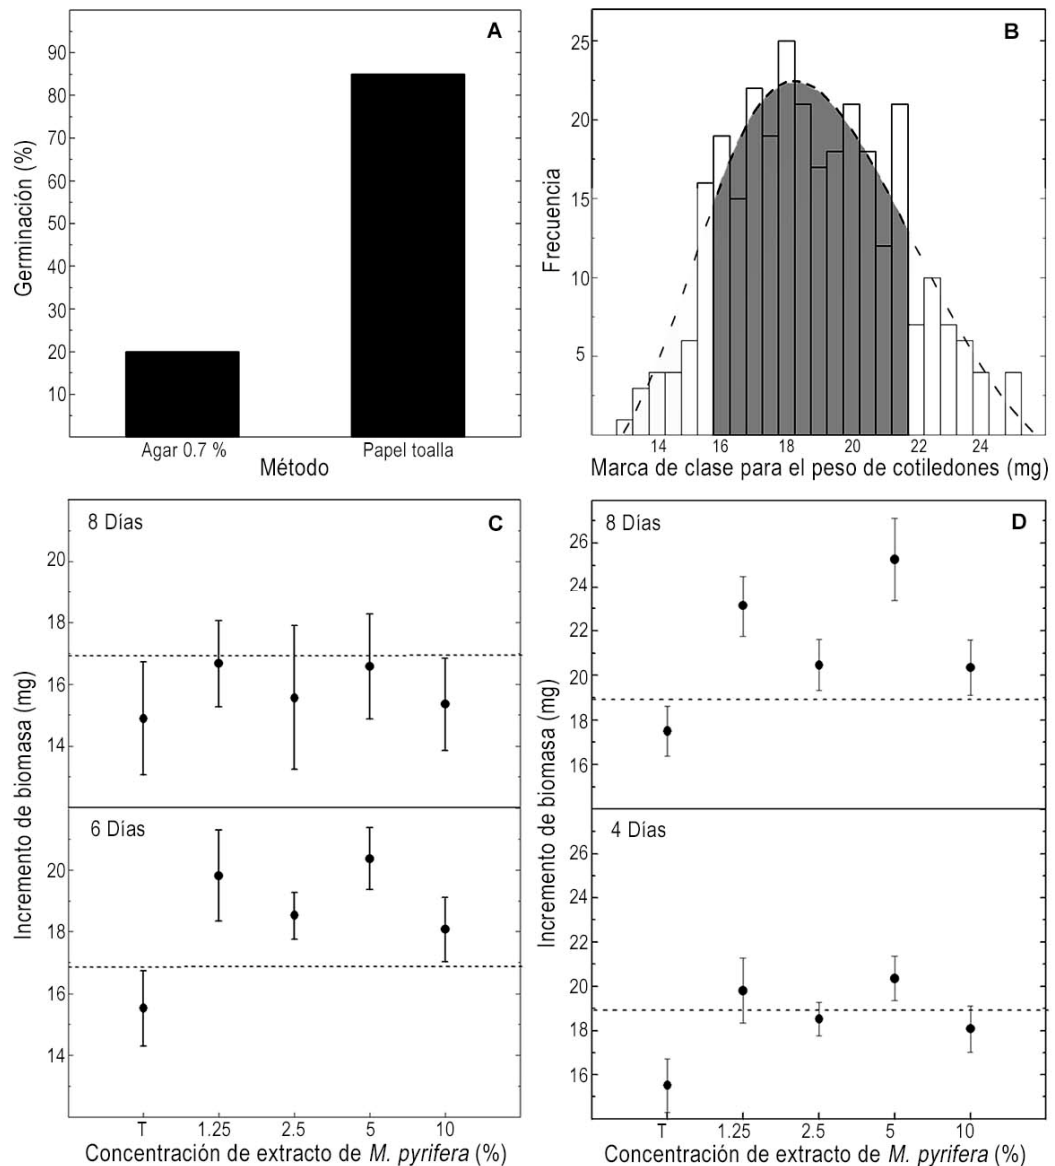 A
90
80
70
60
50
40
30
20
10
Germinación (%)
Agar 0.7 %
Papel toalla
Método
B
25
20
15
10
5
Frecuencia
14
16
18
20
22
24
Marca de clase para el peso de cotiledones (mg)
8 Días
C
20
18
16
14
6 Días
20
18
16
14
Incremento de biomasa (mg)
T
1.25
2.5
5
10
Concentración de extracto de M. pyrifera (%)
8 Días
D
26
24
22
20
18
16
4 Días
26
24
22
20
18
16
Incremento de biomasa (mg)
T
1.25
2.5
5
10
Concentración de extracto de M. pyrifera (%)